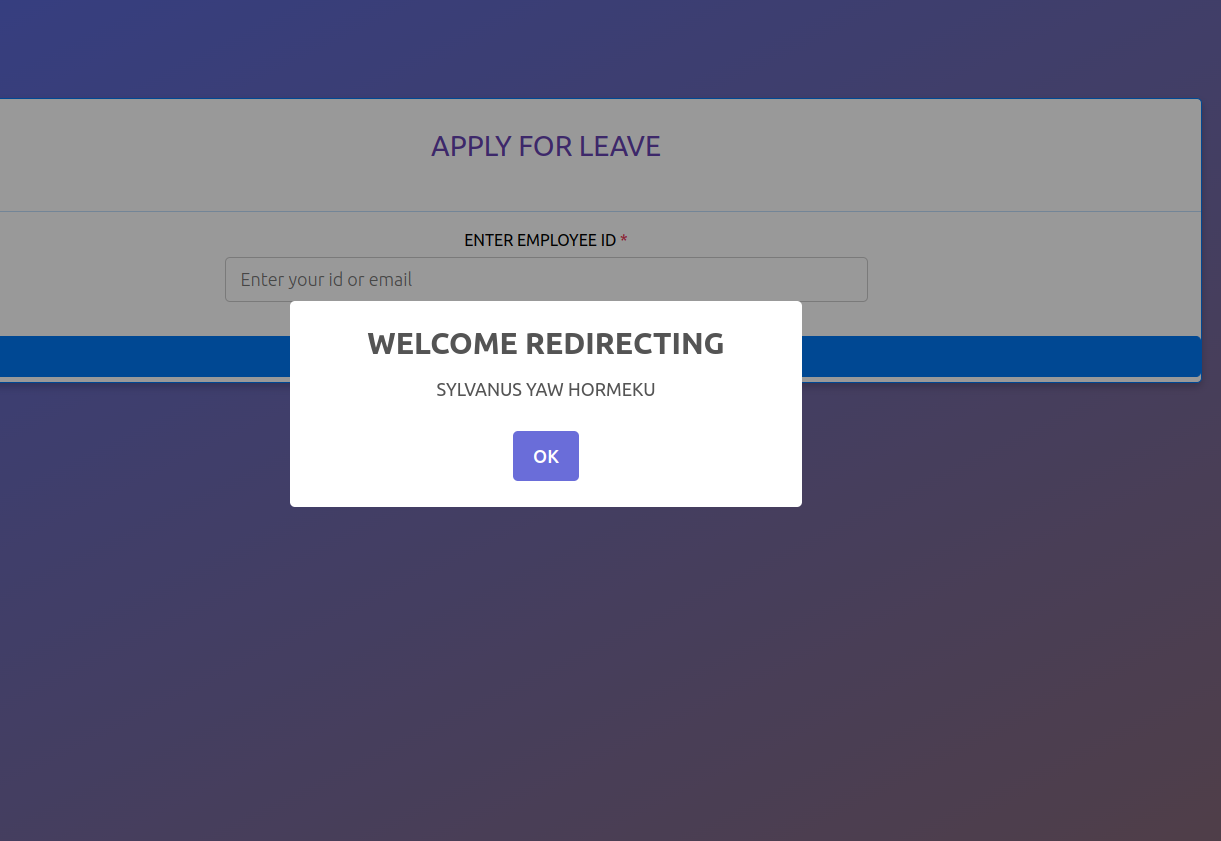 APPLY FOR LEAVE
ENTER EMPLOYEE ID *
Enter your id or email
WELCOME REDIRECTING
SYLVANUS YAW HORMEKU
OK